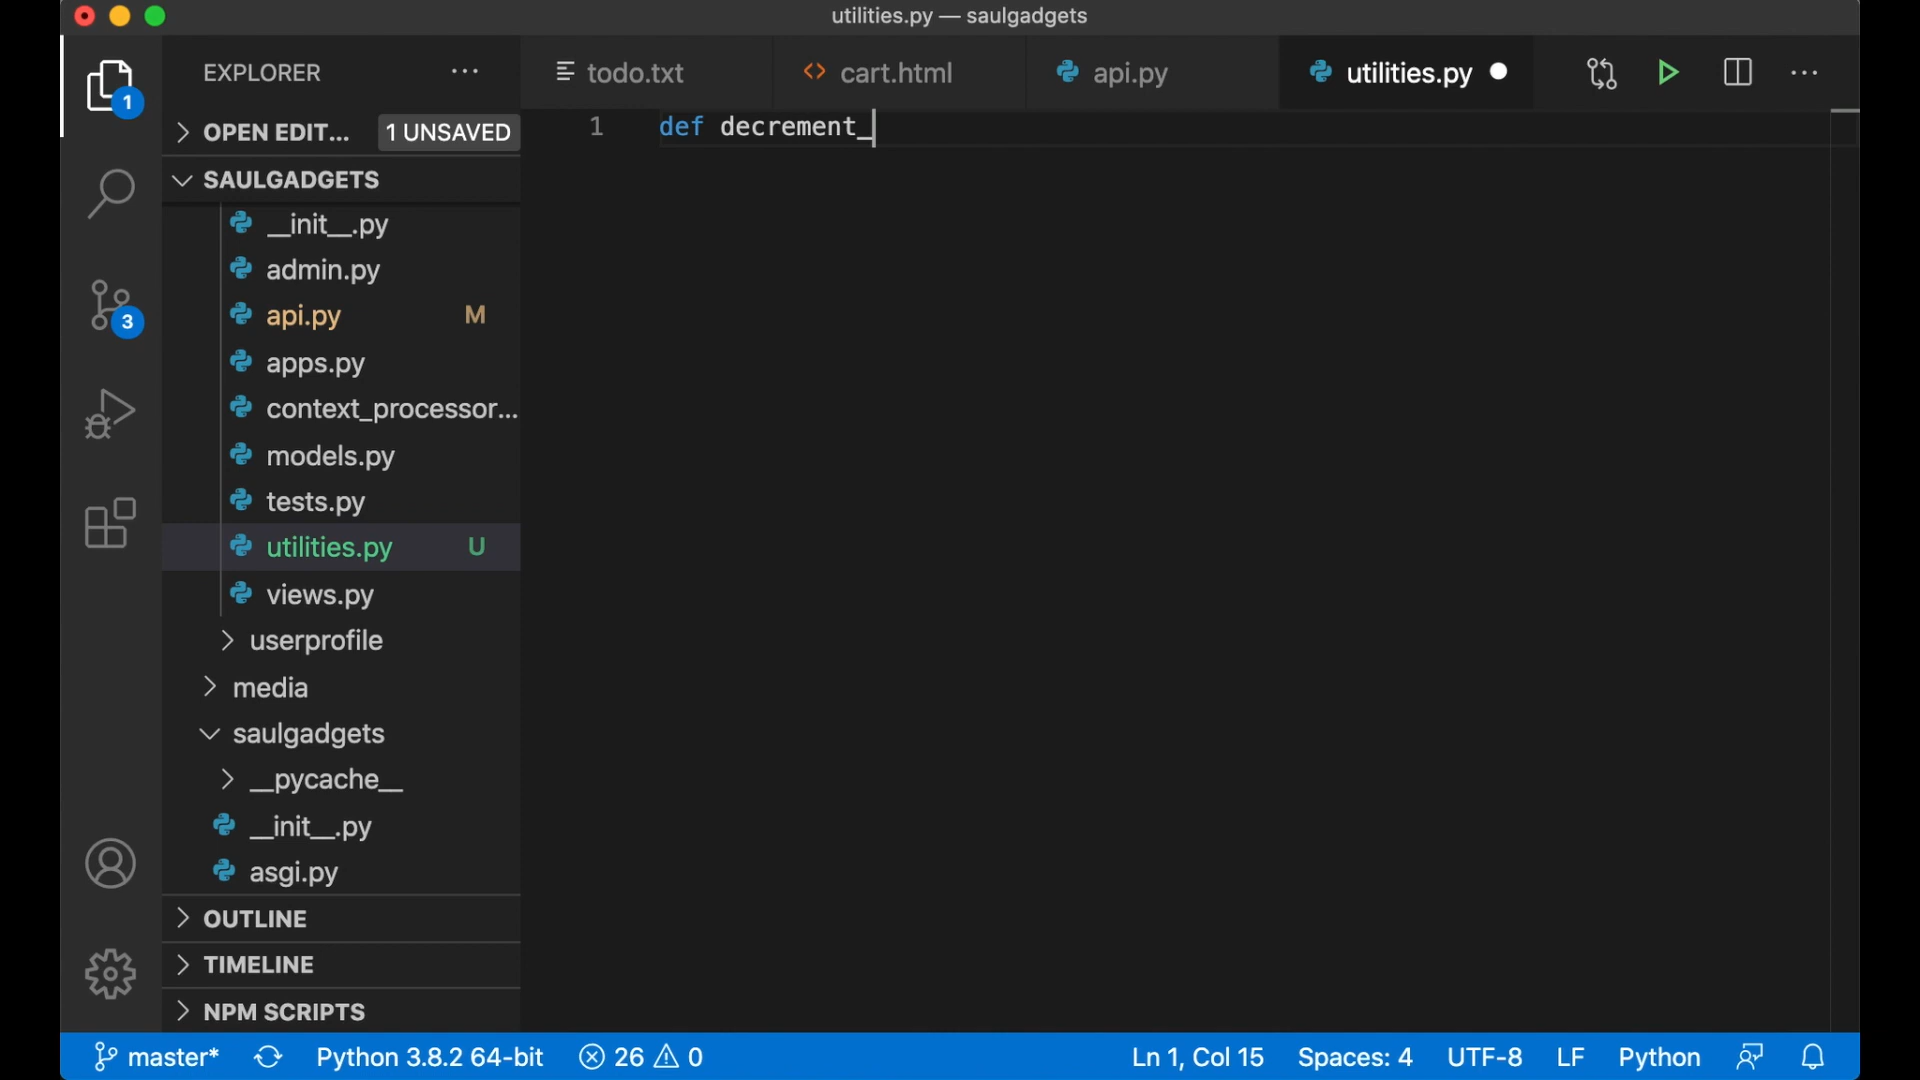 utilities.py — saulgadgets
EXPLORER
todo.txt
cart.html
api.py
utilities.py
1
OPEN EDIT... 1 UNSAVED
SAULGADGETS
__init__.py
admin.py
api.py M
apps.py
context_processor...
models.py
tests.py
utilities.py U
views.py
userprofile
media
saulgadgets
__pycache__
__init__.py
asgi.py
OUTLINE
TIMELINE
NPM SCRIPTS
3
1 def decrement_
master* Python 3.8.2 64-bit 26 0 Ln 1, Col 15 Spaces: 4 UTF-8 LF Python